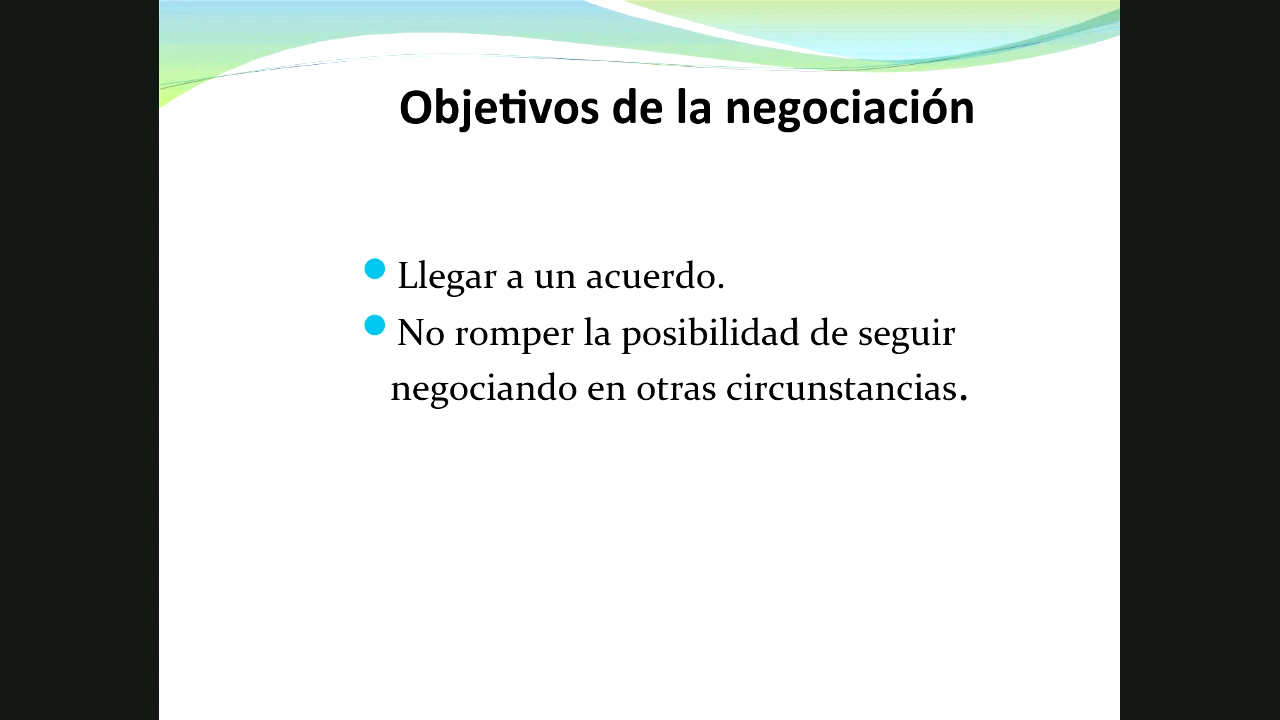 Objetivos de la negociación
Llegar a un acuerdo.
No romper la posibilidad de seguir
negociando en otras circunstancias.